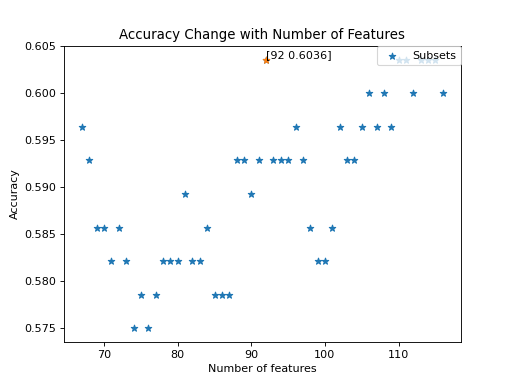 Accuracy Change with Number of Features
[92 0.6036]
Subsets
0.605
0.600
0.595
0.590
0.585
0.580
0.575
Accuracy
70 80 90 100 110
Number of features